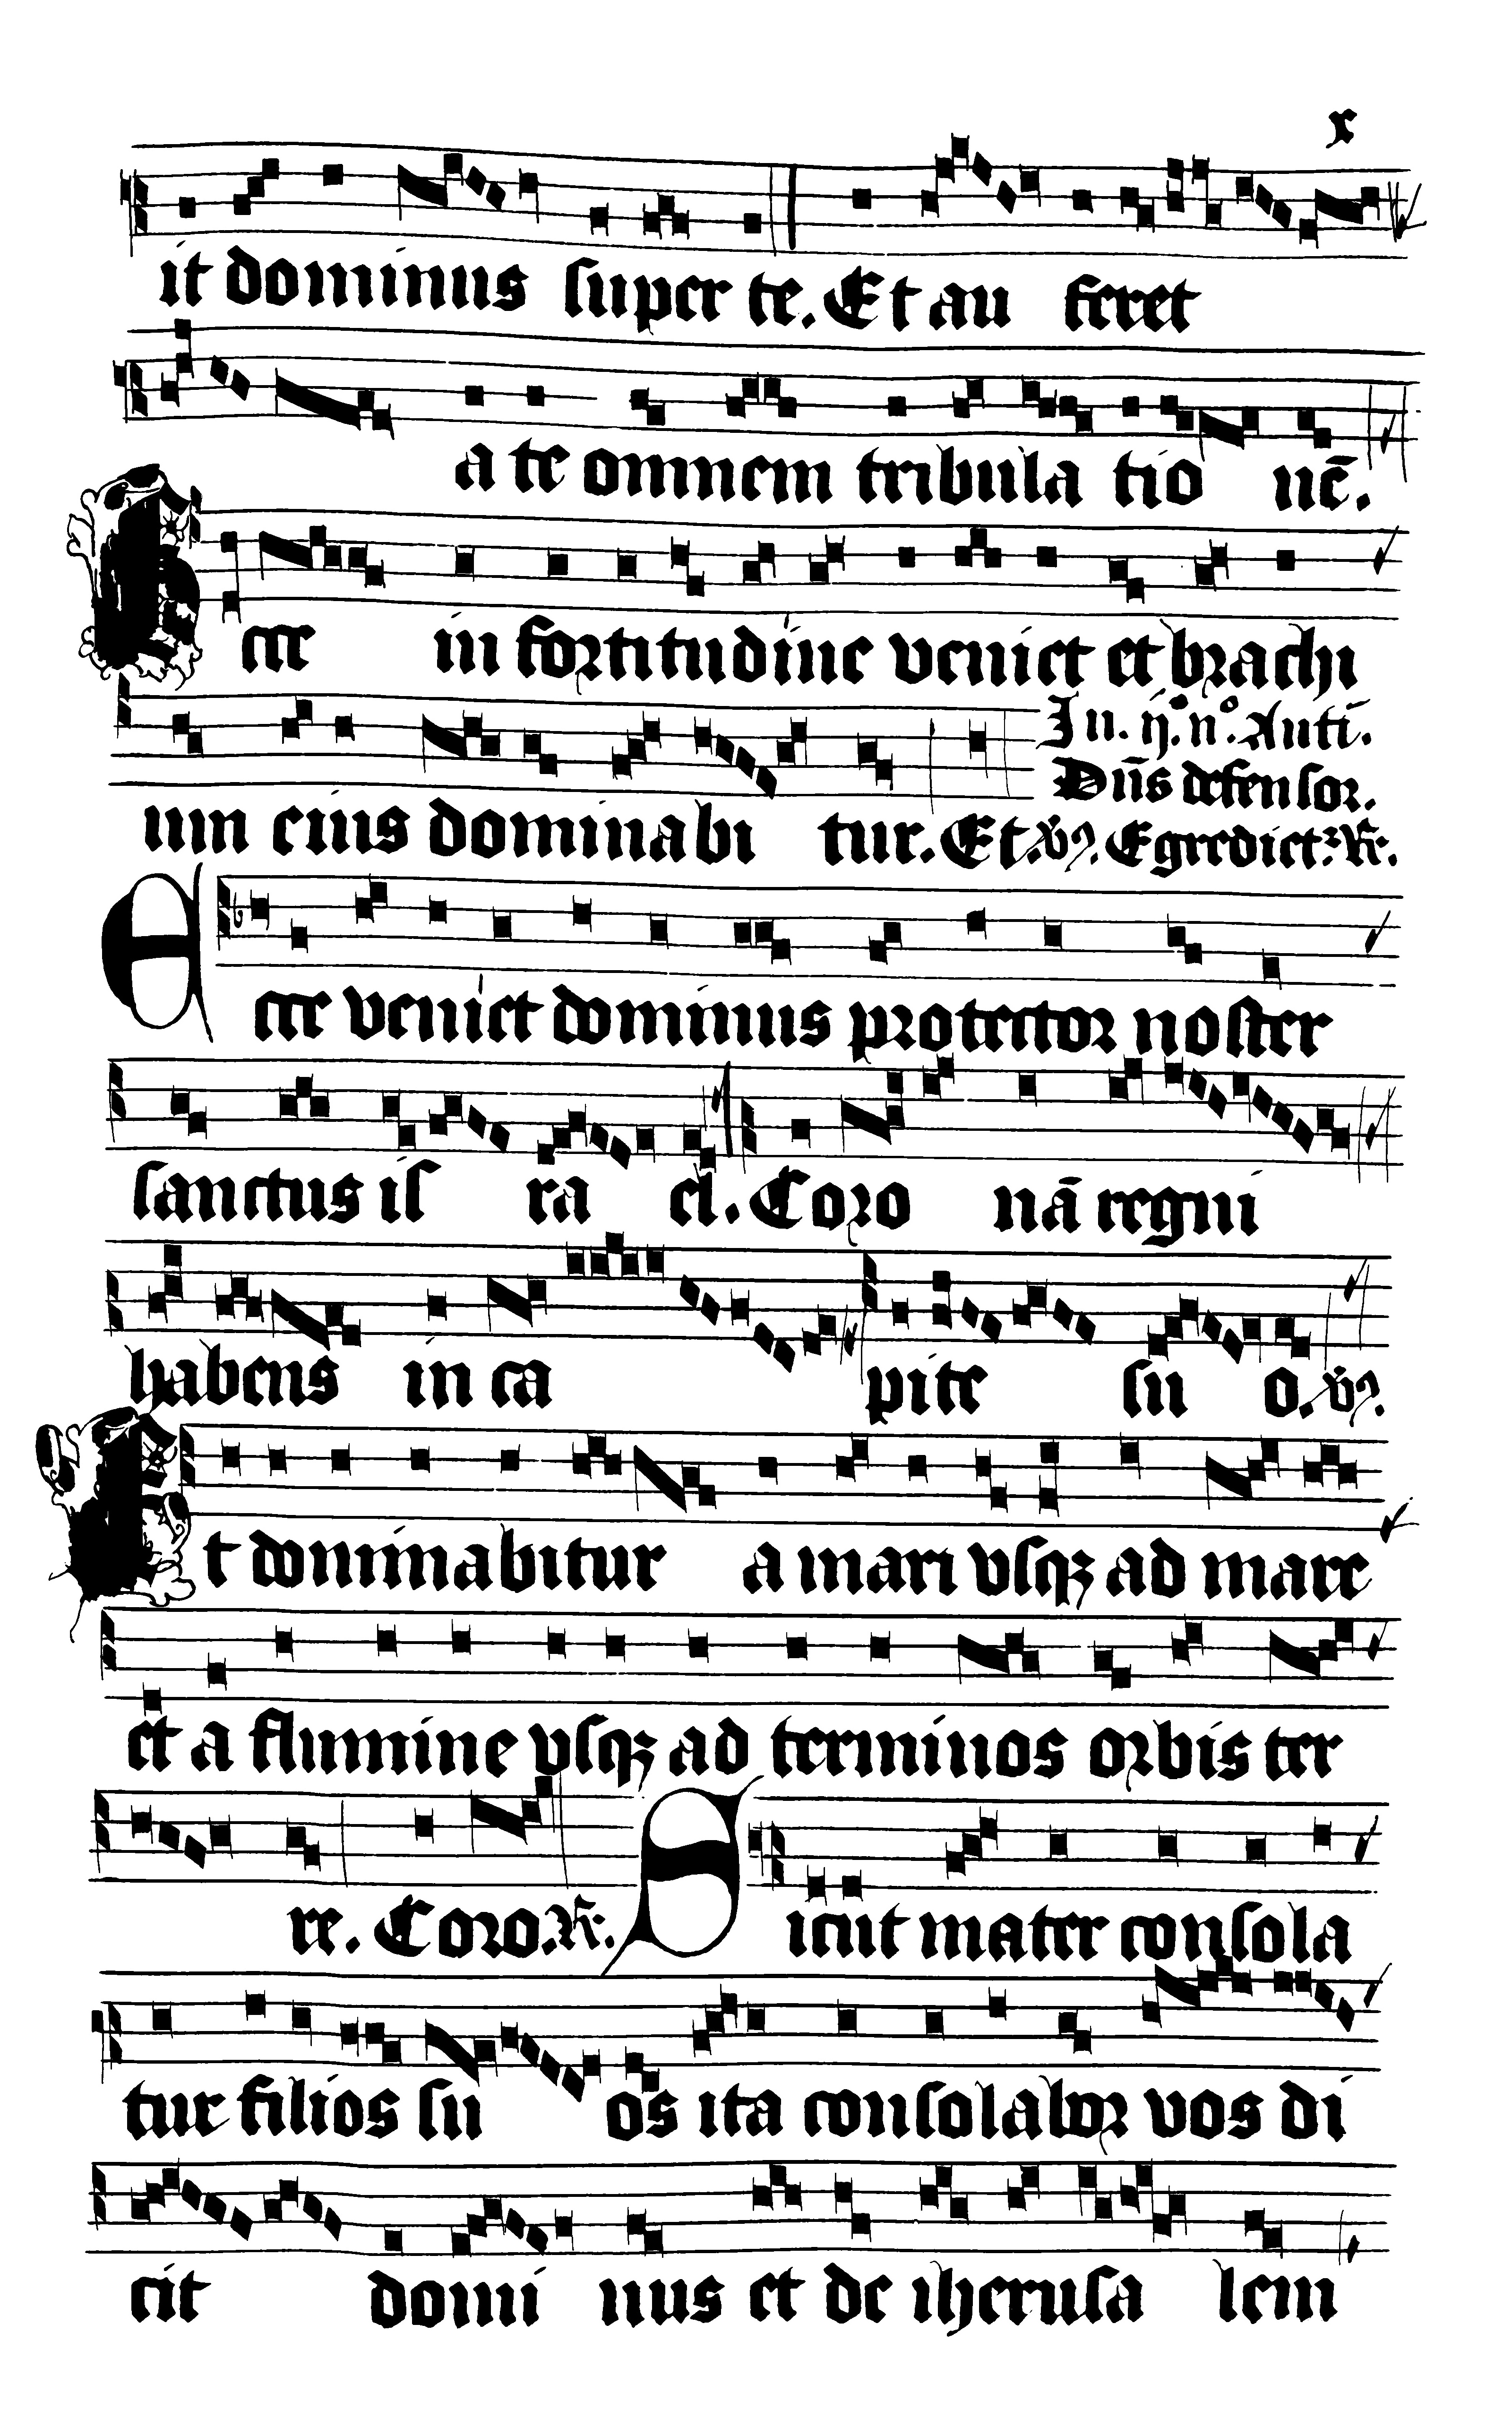 x
it dominus super te. Et au feret
a te omnem tribula tio nē.
Ecce in fortitudine veniet et brachi
um eius dominabi tur. Et. v̄.
In. ij.º n.º Anti.
Dn̄s defensor.
Egrediet.ꝛ ℟.
Ecce veniet dominus protector noster
sanctus is ra el. Coro nā regni
habens in ca pite su o. v̄.
Et dominabitur a mari vsqꝫ ad mare
et a flumine vsqꝫ ad terminos orbis ter
re. Coro. ℟. Sicut mater consola
tur filios su os ita consolabor vos di
cit domi nus et de iherusa lem